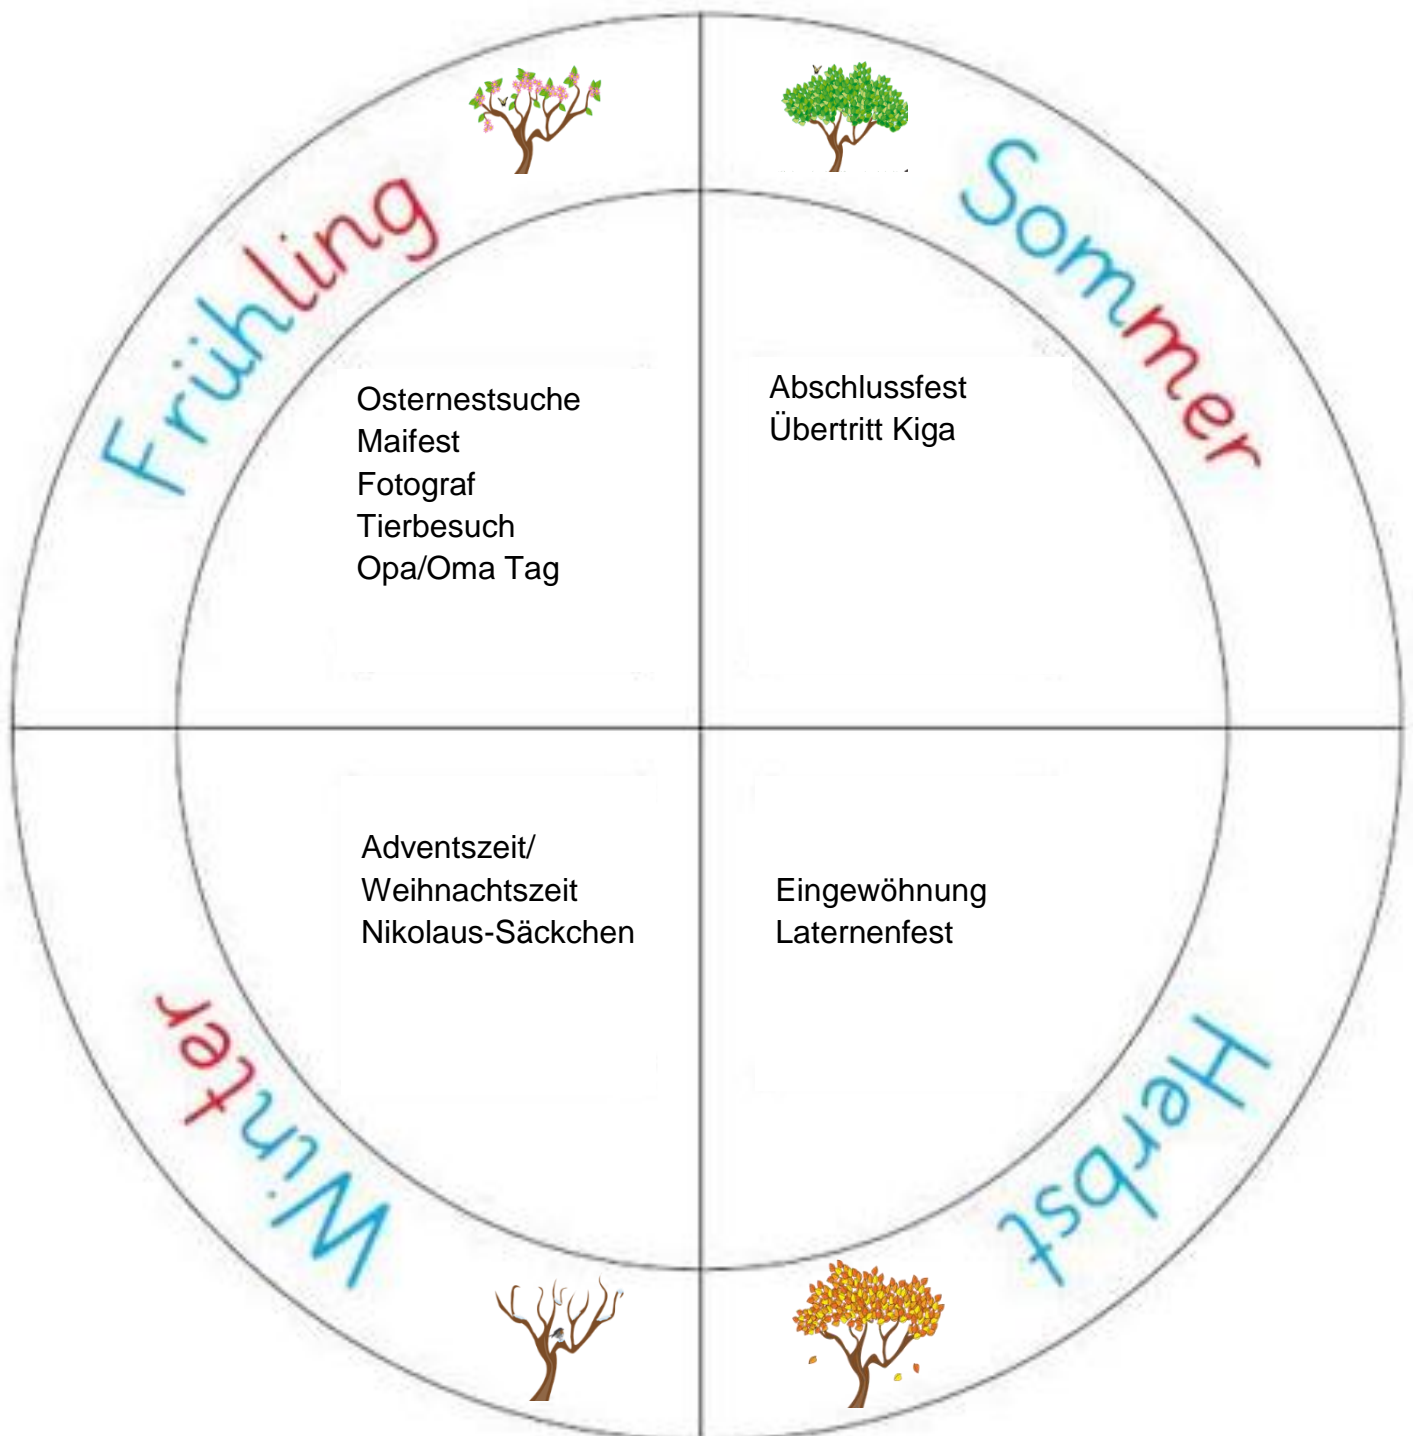 Frühling
Sommer
Osternestsuche
Maifest
Fotograf
Tierbesuch
Opa/Oma Tag
Abschlussfest
Übertritt Kiga
Adventszeit/
Weihnachtszeit
Nikolaus-Säckchen
Eingewöhnung
Laternenfest
Winter
Herbst